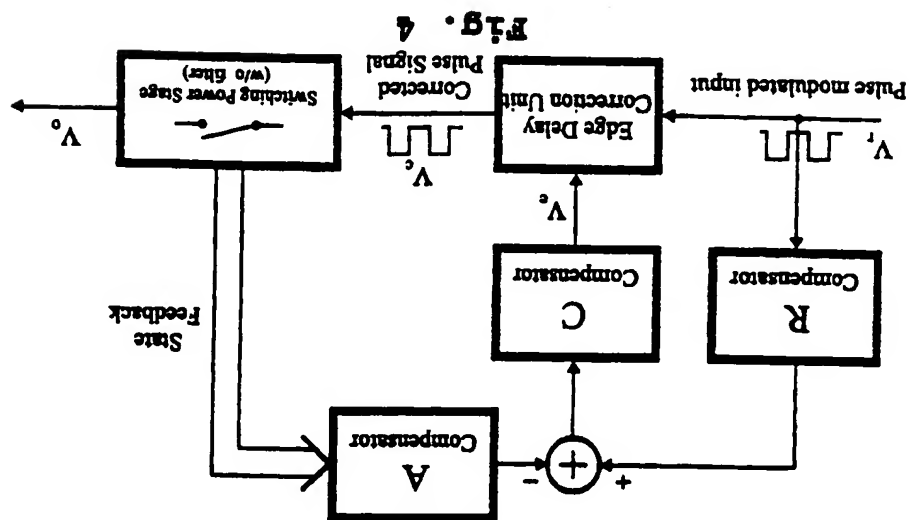 A
Compensator
+
−
+
R
Compensator
C
Compensator
State
Feedback
V_e
V_r
Pulse modulated input
Edge Delay
Correction Unit
V_c
Corrected
Pulse Signal
Switching Power Stage
(w/o filter)
V_o
Fig. 4